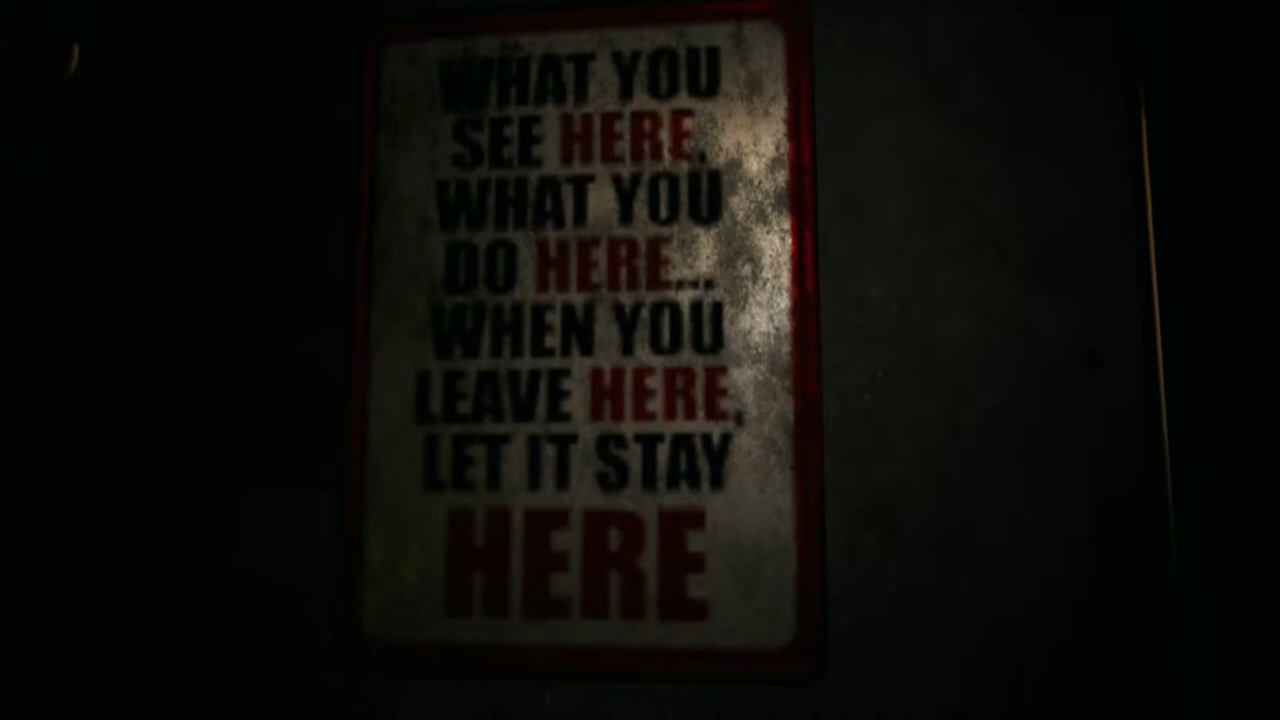 WHAT YOU
SEE HERE,
WHAT YOU
DO HERE...
WHEN YOU
LEAVE HERE,
LET IT STAY
HERE